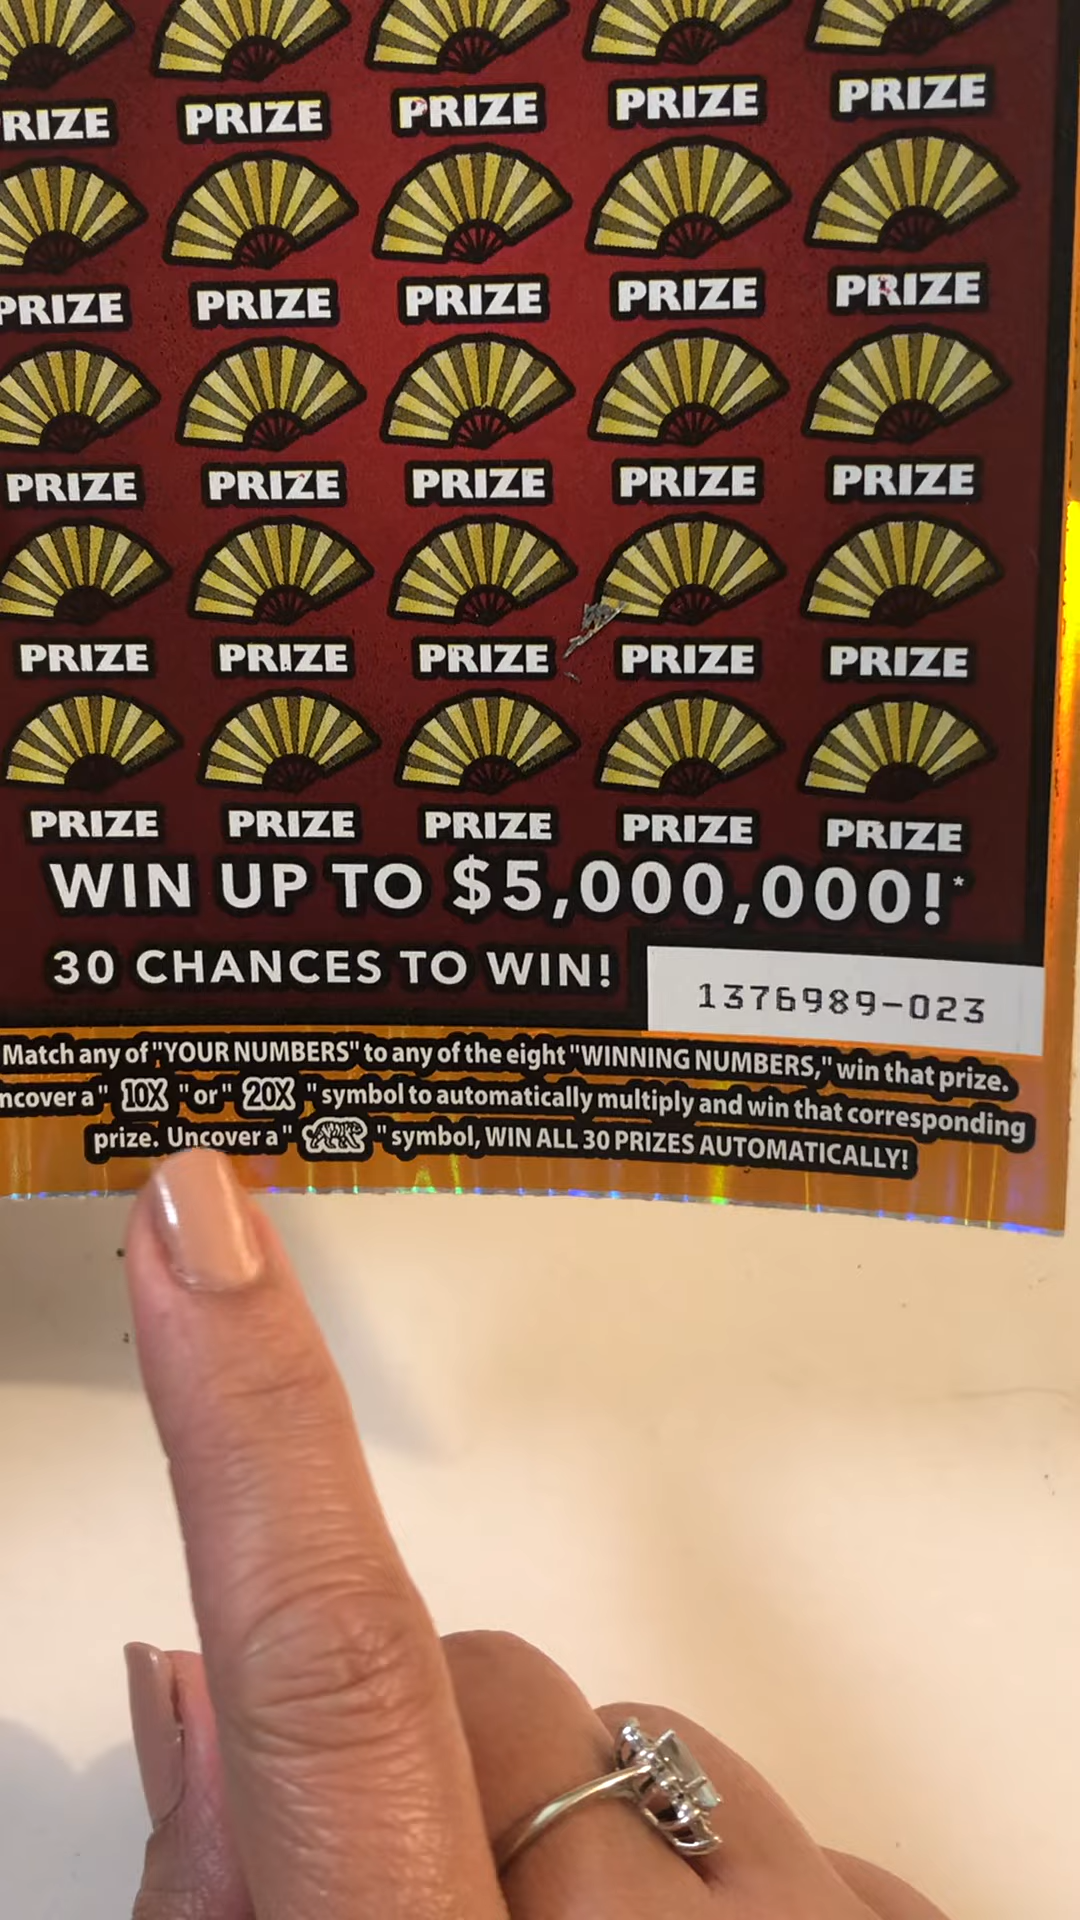 PRIZE PRIZE PRIZE PRIZE
PRIZE PRIZE PRIZE PRIZE
PRIZE PRIZE PRIZE PRIZE PRIZE
PRIZE PRIZE PRIZE PRIZE PRIZE
PRIZE PRIZE PRIZE PRIZE PRIZE
WIN UP TO $5,000,000!*
30 CHANCES TO WIN!
1376989-023
Match any of "YOUR NUMBERS" to any of the eight "WINNING NUMBERS," win that prize.
a " 10X " or " 20X " symbol to automatically multiply and win that corresponding
prize. Uncover a " " symbol, WIN ALL 30 PRIZES AUTOMATICALLY!